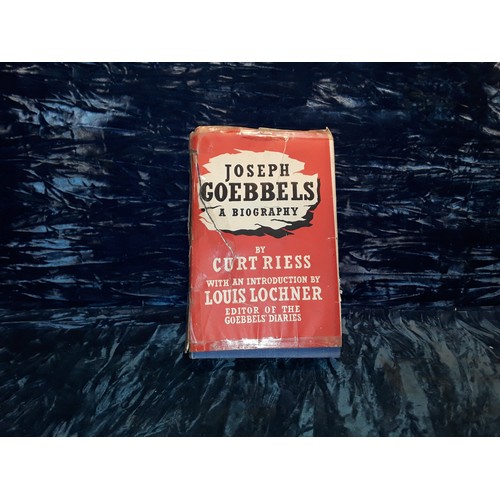 JOSEPH
GOEBBELS
A BIOGRAPHY
BY
CURT RIESS
WITH AN INTRODUCTION BY
LOUIS LOCHNER
EDITOR OF THE
GOEBBELS' DIARIES